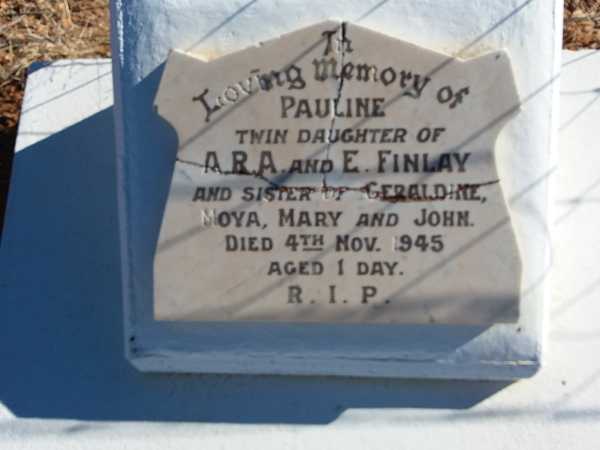 In
Loving Memory of
PAULINE
TWIN DAUGHTER OF
A.R.A. AND E. FINLAY
AND SISTER OF GERALDINE,
MOYA, MARY AND JOHN.
DIED 4TH NOV. 1945
AGED 1 DAY.
R. I. P.